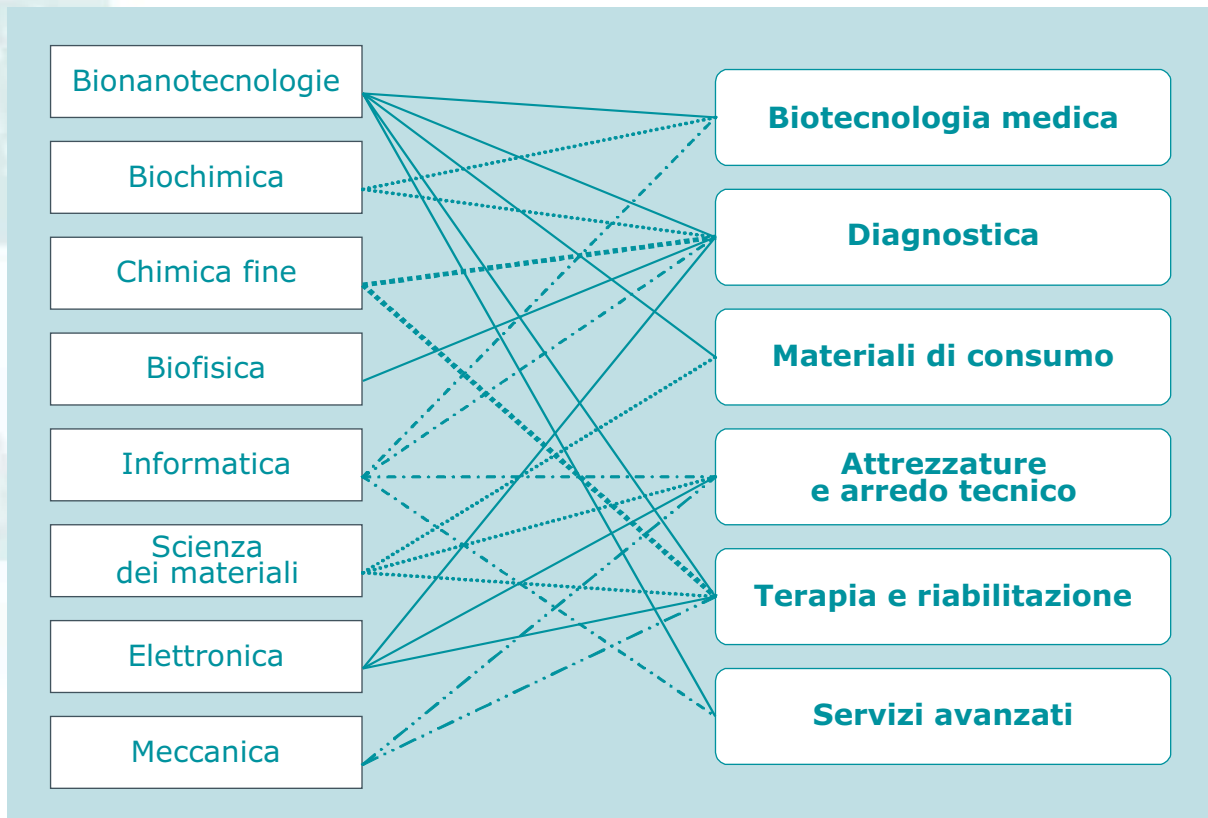 Bionanotecnologie
Biochimica
Chimica fine
Biofisica
Informatica
Scienza
dei materiali
Elettronica
Meccanica
Biotecnologia medica
Diagnostica
Materiali di consumo
Attrezzature
e arredo tecnico
Terapia e riabilitazione
Servizi avanzati